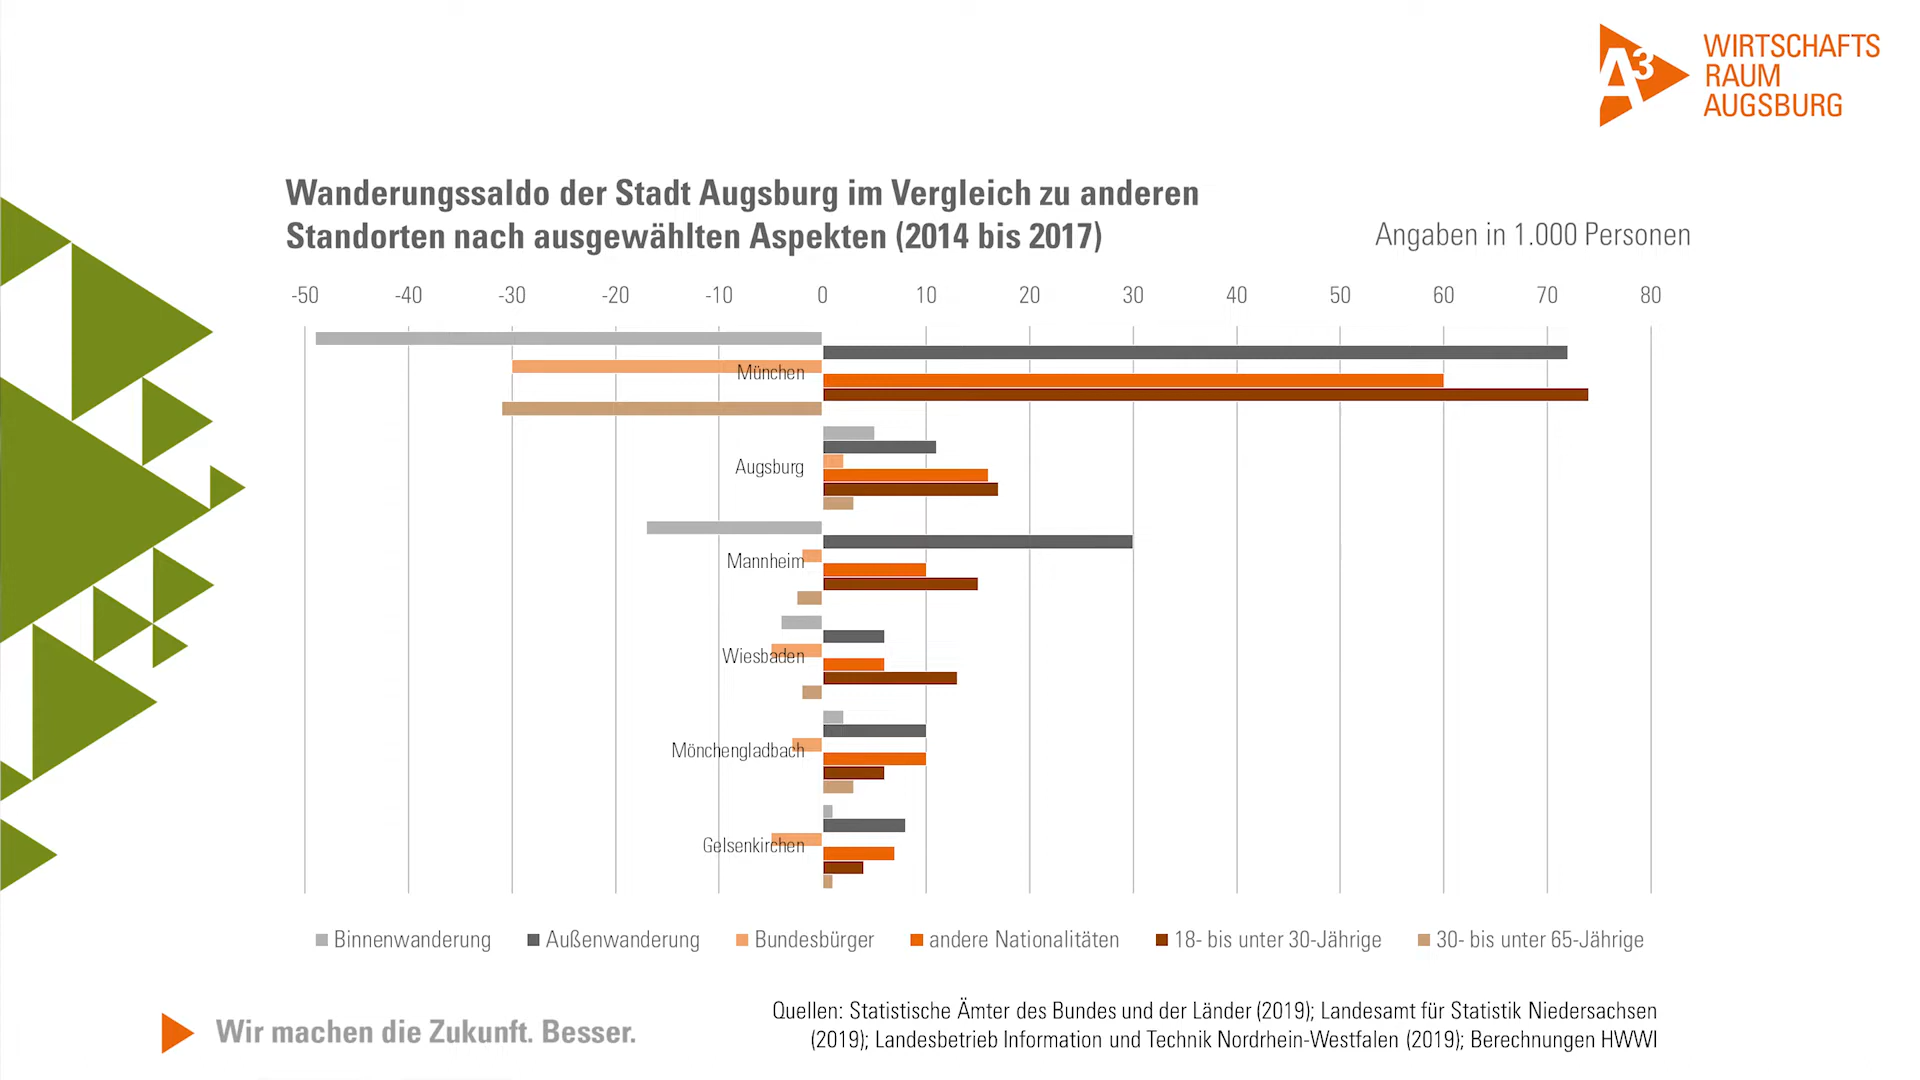 A3
WIRTSCHAFTS
RAUM
AUGSBURG
Wanderungssaldo der Stadt Augsburg im Vergleich zu anderen
Standorten nach ausgewählten Aspekten (2014 bis 2017)
Angaben in 1.000 Personen
-50 -40 -30 -20 -10 0 10 20 30 40 50 60 70 80
München
Augsburg
Mannheim
Wiesbaden
Mönchengladbach
Gelsenkirchen
Binnenwanderung Außenwanderung Bundesbürger andere Nationalitäten 18- bis unter 30-Jährige 30- bis unter 65-Jährige
Quellen: Statistische Ämter des Bundes und der Länder (2019); Landesamt für Statistik Niedersachsen
(2019); Landesbetrieb Information und Technik Nordrhein-Westfalen (2019); Berechnungen HWWI
Wir machen die Zukunft. Besser.